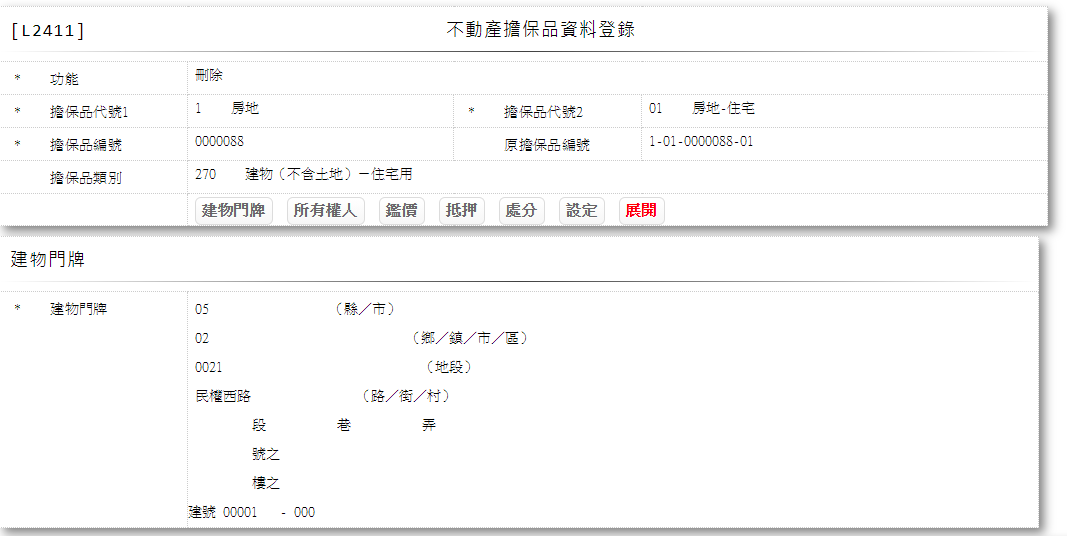 [L2411] 不動產擔保品資料登錄
* 功能 刪除
* 擔保品代號1 1 房地 * 擔保品代號2 01 房地-住宅
* 擔保品編號 0000088 原擔保品編號 1-01-0000088-01
擔保品類別 270 建物（不含土地）－住宅用
建物門牌 所有權人 鑑價 抵押 處分 設定 展開
建物門牌
* 建物門牌 05 （縣／市）
02 （鄉／鎮／市／區）
0021 （地段）
民權西路 （路／街／村）
段 巷 弄
號之
樓之
建號 00001 - 000